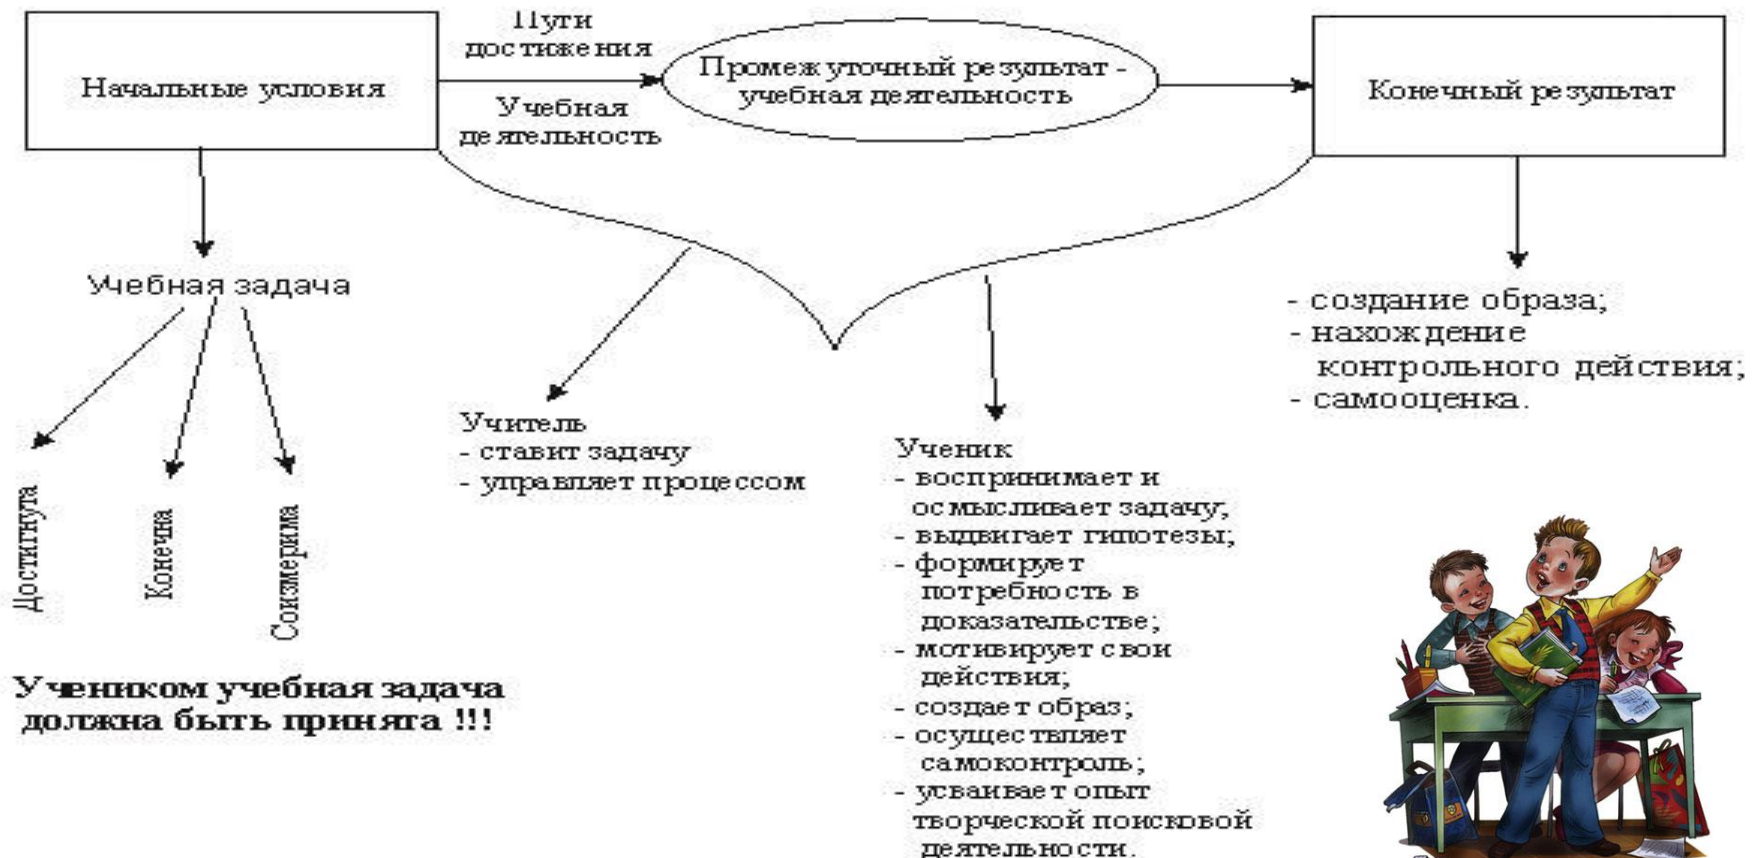 Начальные условия
Пути
достижения
Учебная
деятельность
Промежуточный результат -
учебная деятельность
Конечный результат
Учебная задача
Достигнута
Конечна
Соизмерима
Учеником учебная задача
должна быть принята !!!
Учитель
- ставит задачу
- управляет процессом
Ученик
- воспринимает и
осмысливает задачу;
- выдвигает гипотезы;
- формирует
потребность в
доказательстве;
- мотивирует свои
действия;
- создает образ;
- осуществляет
самоконтроль;
- усваивает опыт
творческой поисковой
деятельности.
- создание образа;
- нахождение
контрольного действия;
- самооценка.